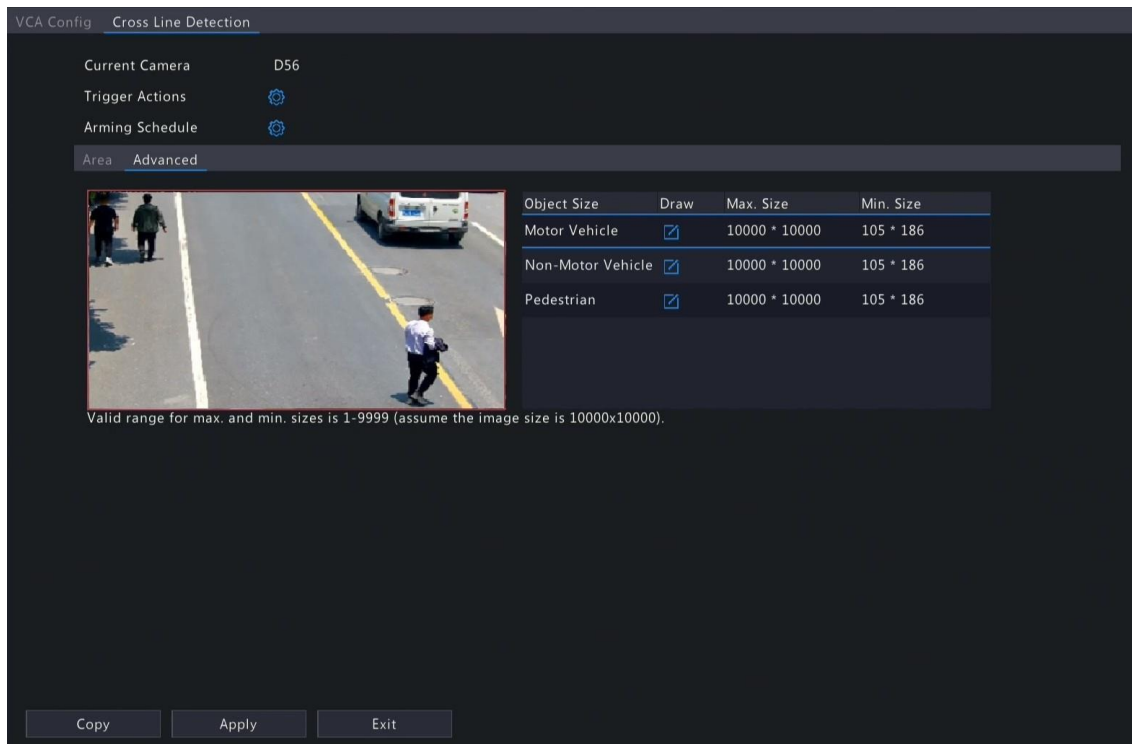 VCA Config Cross Line Detection
Current Camera D56
Trigger Actions
Arming Schedule
Area Advanced
Object Size Draw Max. Size Min. Size
Motor Vehicle 10000 * 10000 105 * 186
Non-Motor Vehicle 10000 * 10000 105 * 186
Pedestrian 10000 * 10000 105 * 186
Valid range for max. and min. sizes is 1-9999 (assume the image size is 10000x10000).
Copy Apply Exit